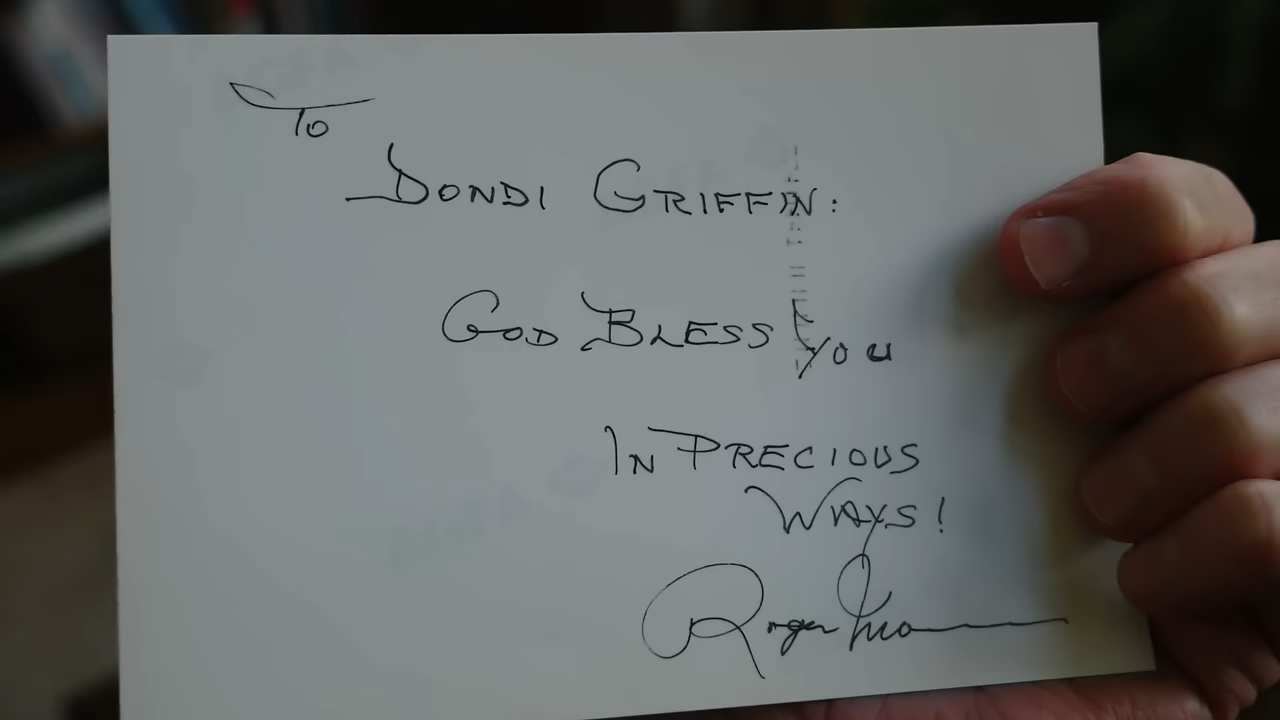 To
DONDI GRIFFIN:
GOD BLESS YOU
IN PRECIOUS
WAYS!
Roger